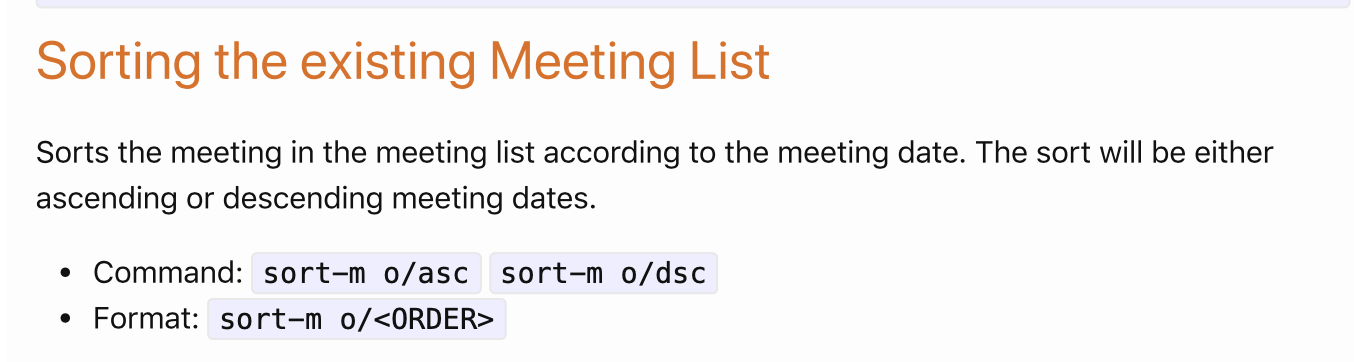 Sorting the existing Meeting List
Sorts the meeting in the meeting list according to the meeting date. The sort will be either
ascending or descending meeting dates.
• Command: sort-m o/asc sort-m o/dsc
• Format: sort-m o/<ORDER>